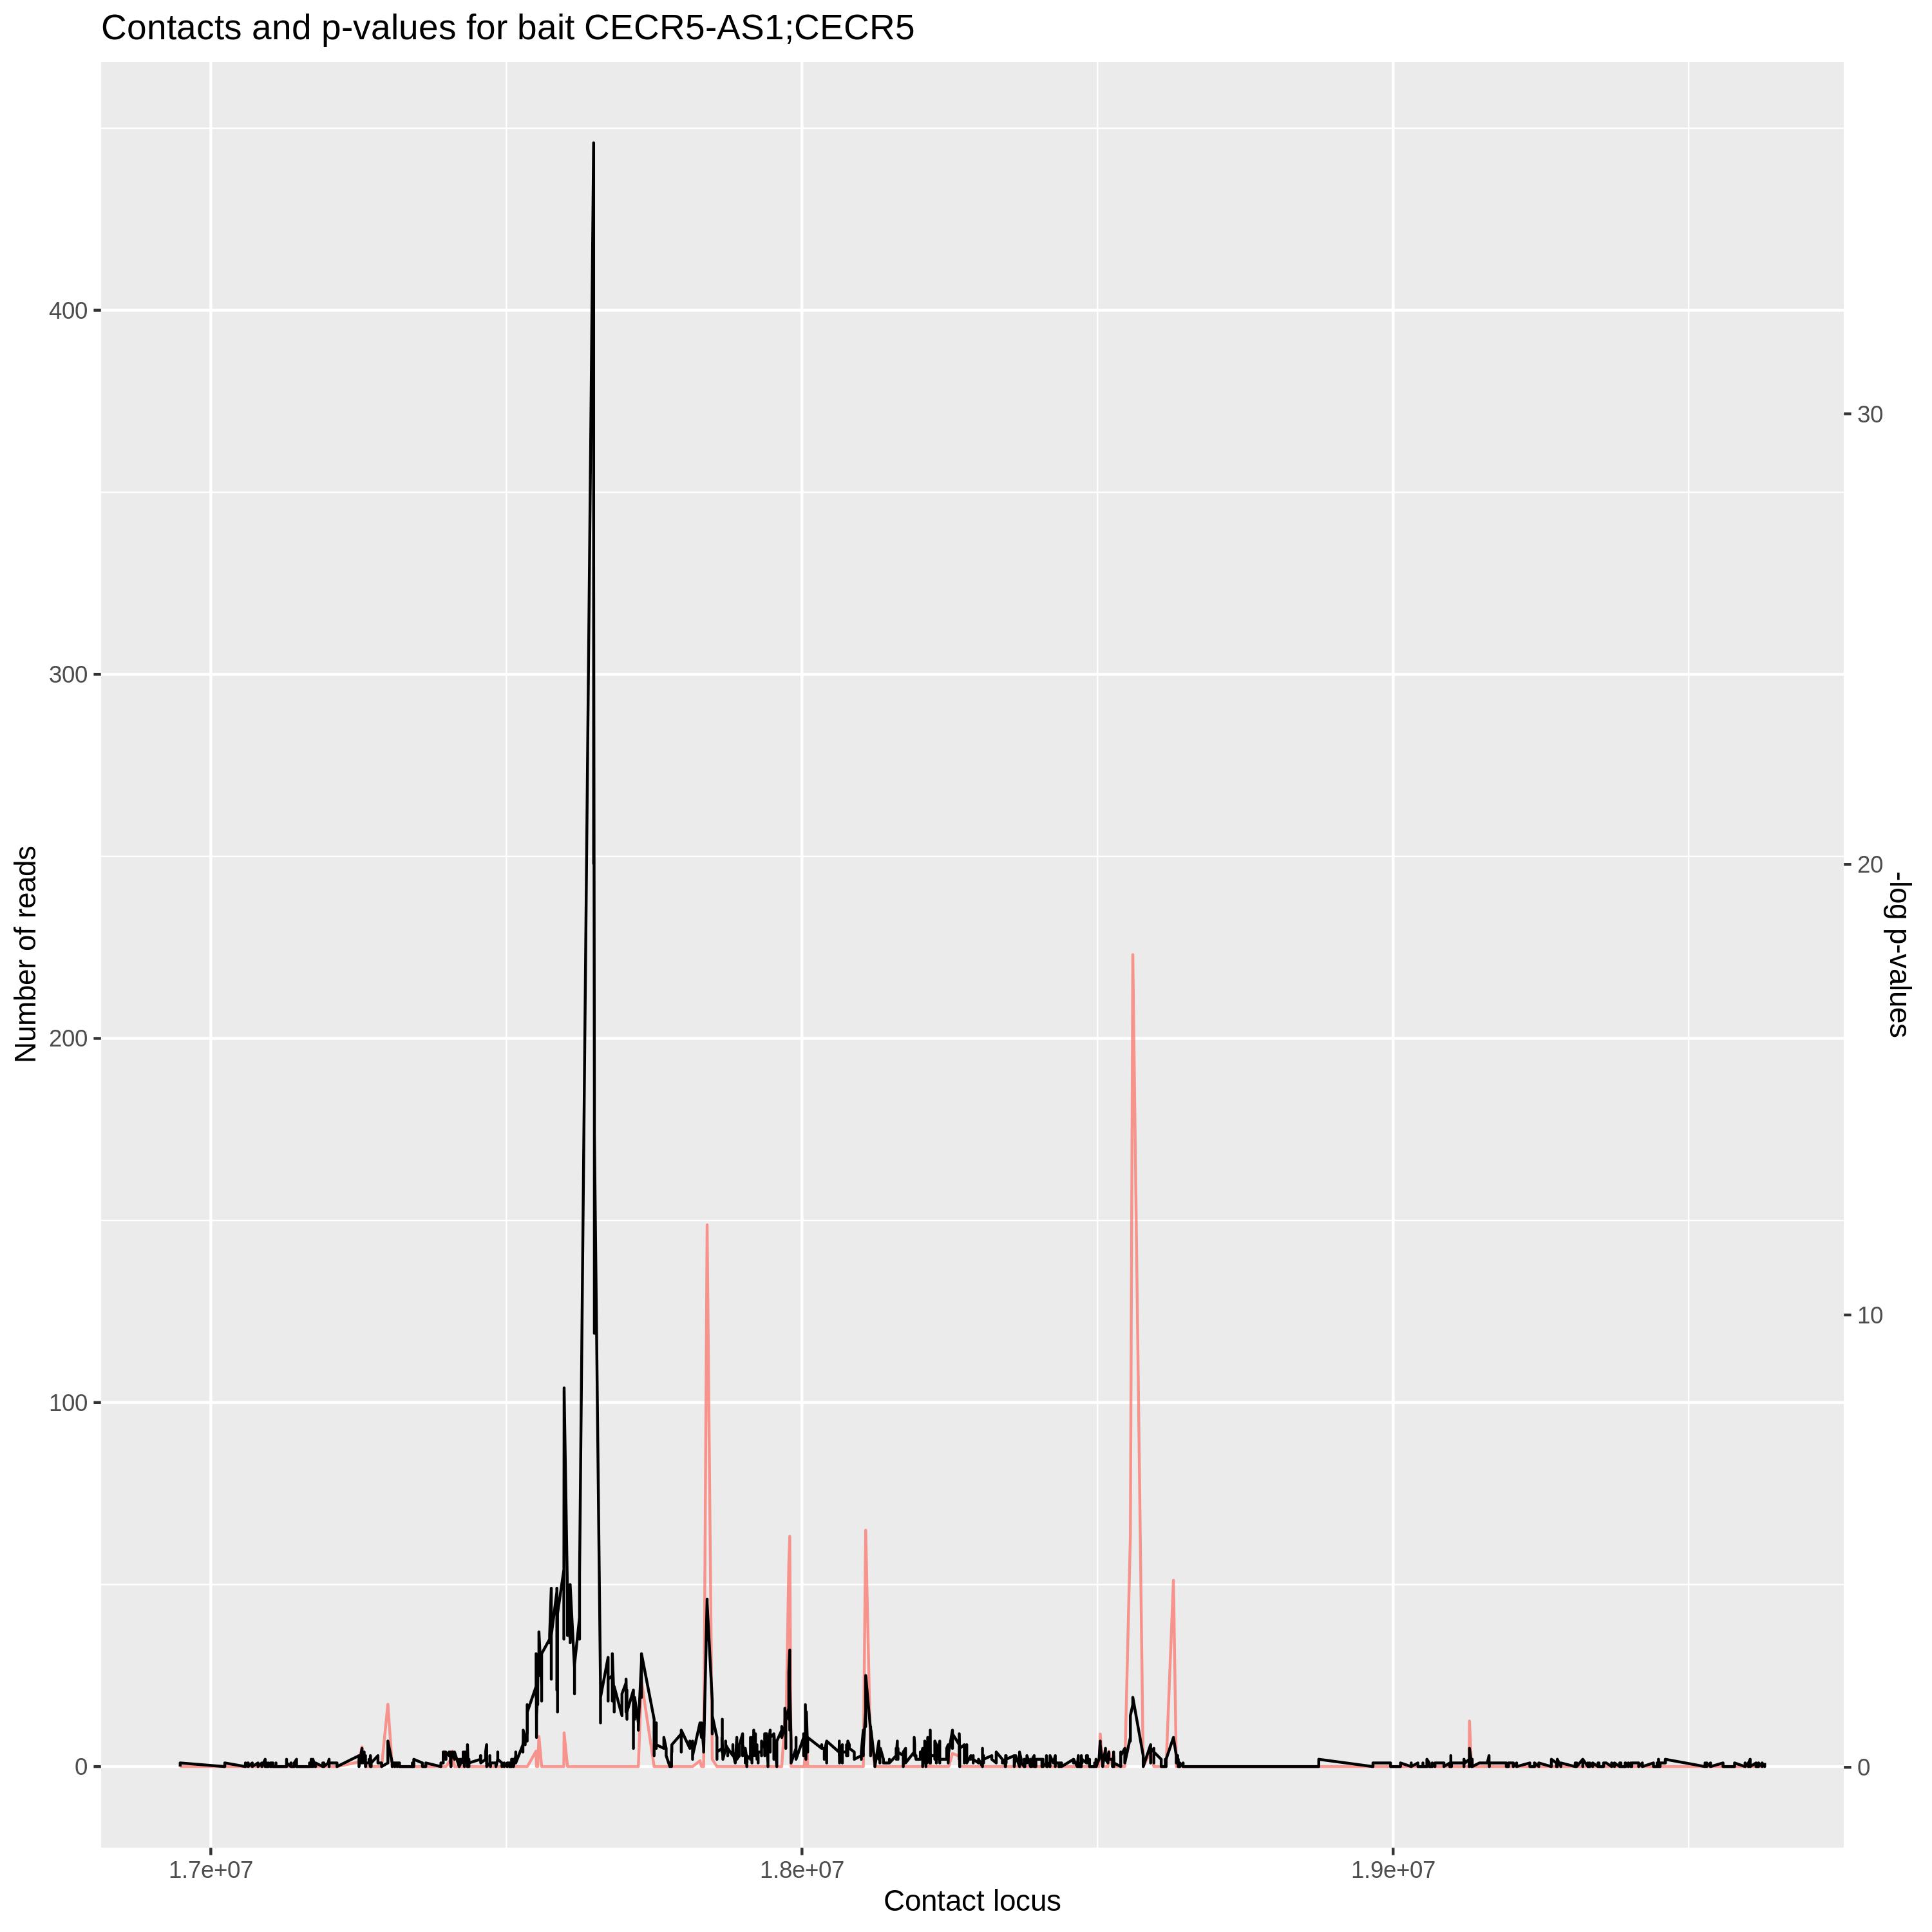 Contacts and p-values for bait CECR5-AS1;CECR5
400
300
200
100
0
Number of reads
30
20
10
0
-log p-values
1.7e+07
1.8e+07
1.9e+07
Contact locus